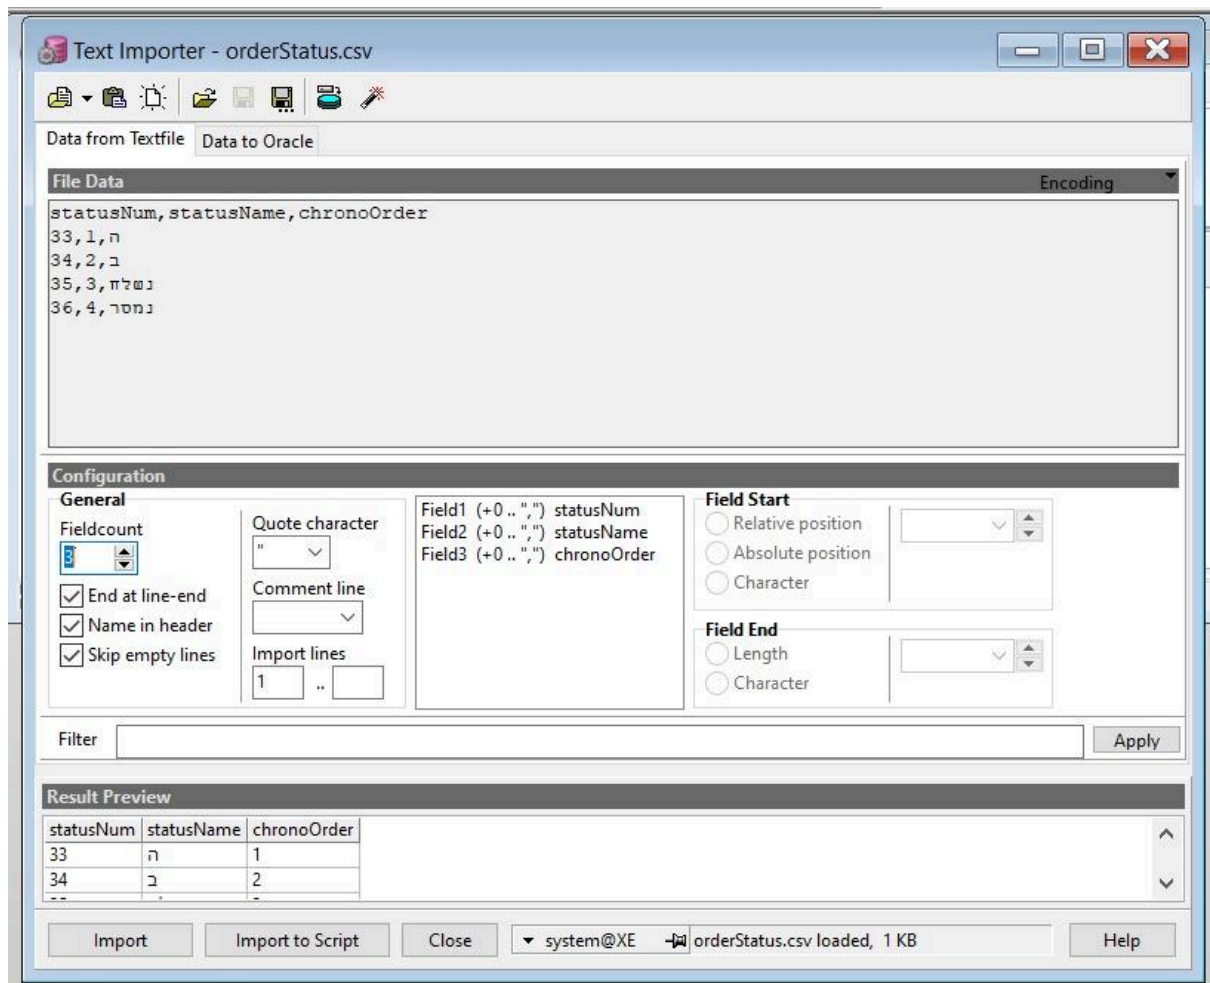 Text Importer - orderStatus.csv
Data from Textfile
Data to Oracle
File Data
Encoding
statusNum,statusName,chronoOrder
33,ה,1
34,ב,2
35,נשלח,3
36,נמסר,4
Configuration
General
Fieldcount
3
End at line-end
Name in header
Skip empty lines
Quote character
"
Comment line
Import lines
1 ..
Field1 (+0 .. ",") statusNum
Field2 (+0 .. ",") statusName
Field3 (+0 .. ",") chronoOrder
Field Start
Relative position
Absolute position
Character
Field End
Length
Character
Filter
Apply
Result Preview
statusNum statusName chronoOrder
33 ה 1
34 ב 2
Import
Import to Script
Close
system@XE
orderStatus.csv loaded, 1 KB
Help